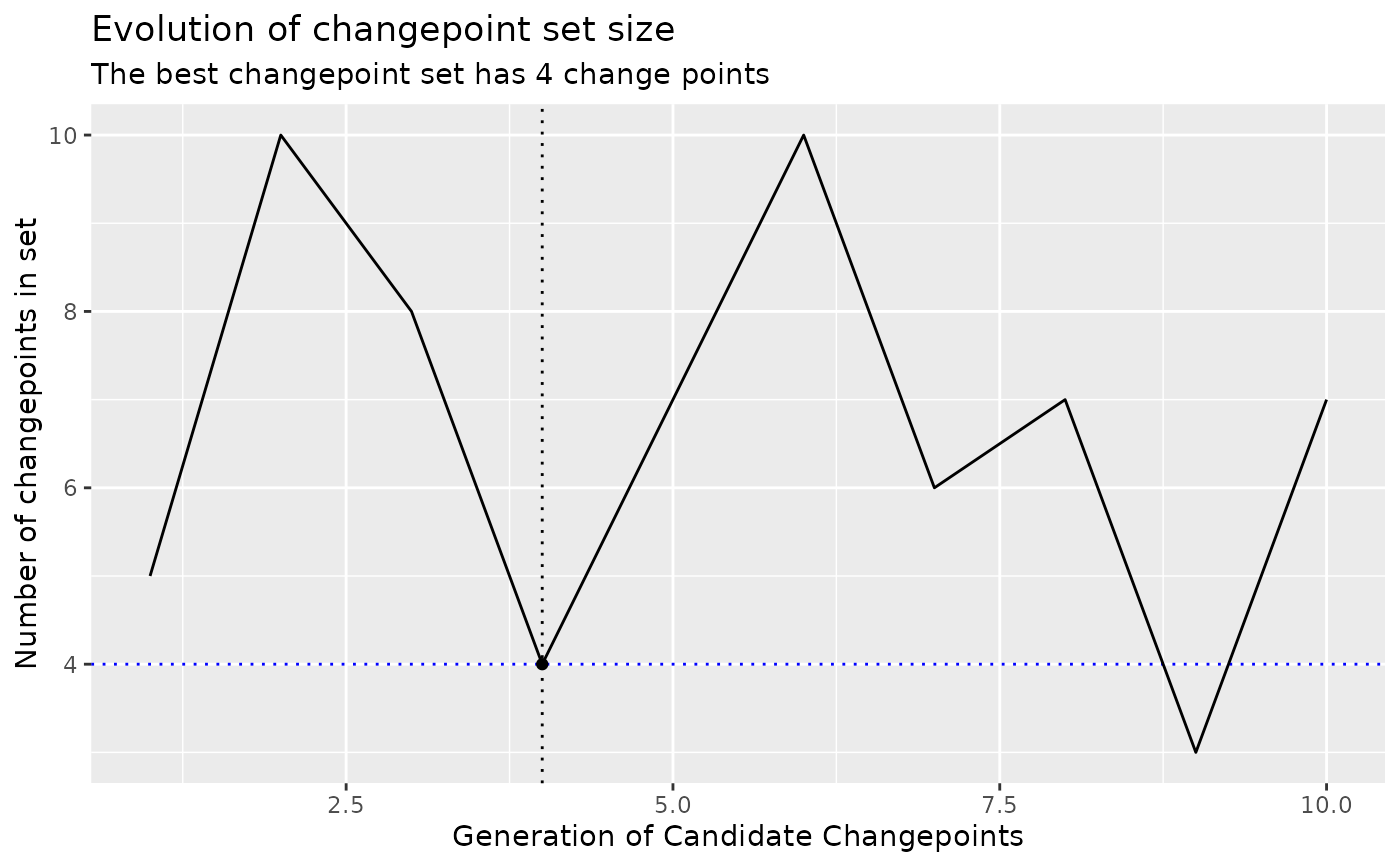 Evolution of changepoint set size
The best changepoint set has 4 change points
Number of changepoints in set
10
8
6
4
2.5 5.0 7.5 10.0
Generation of Candidate Changepoints